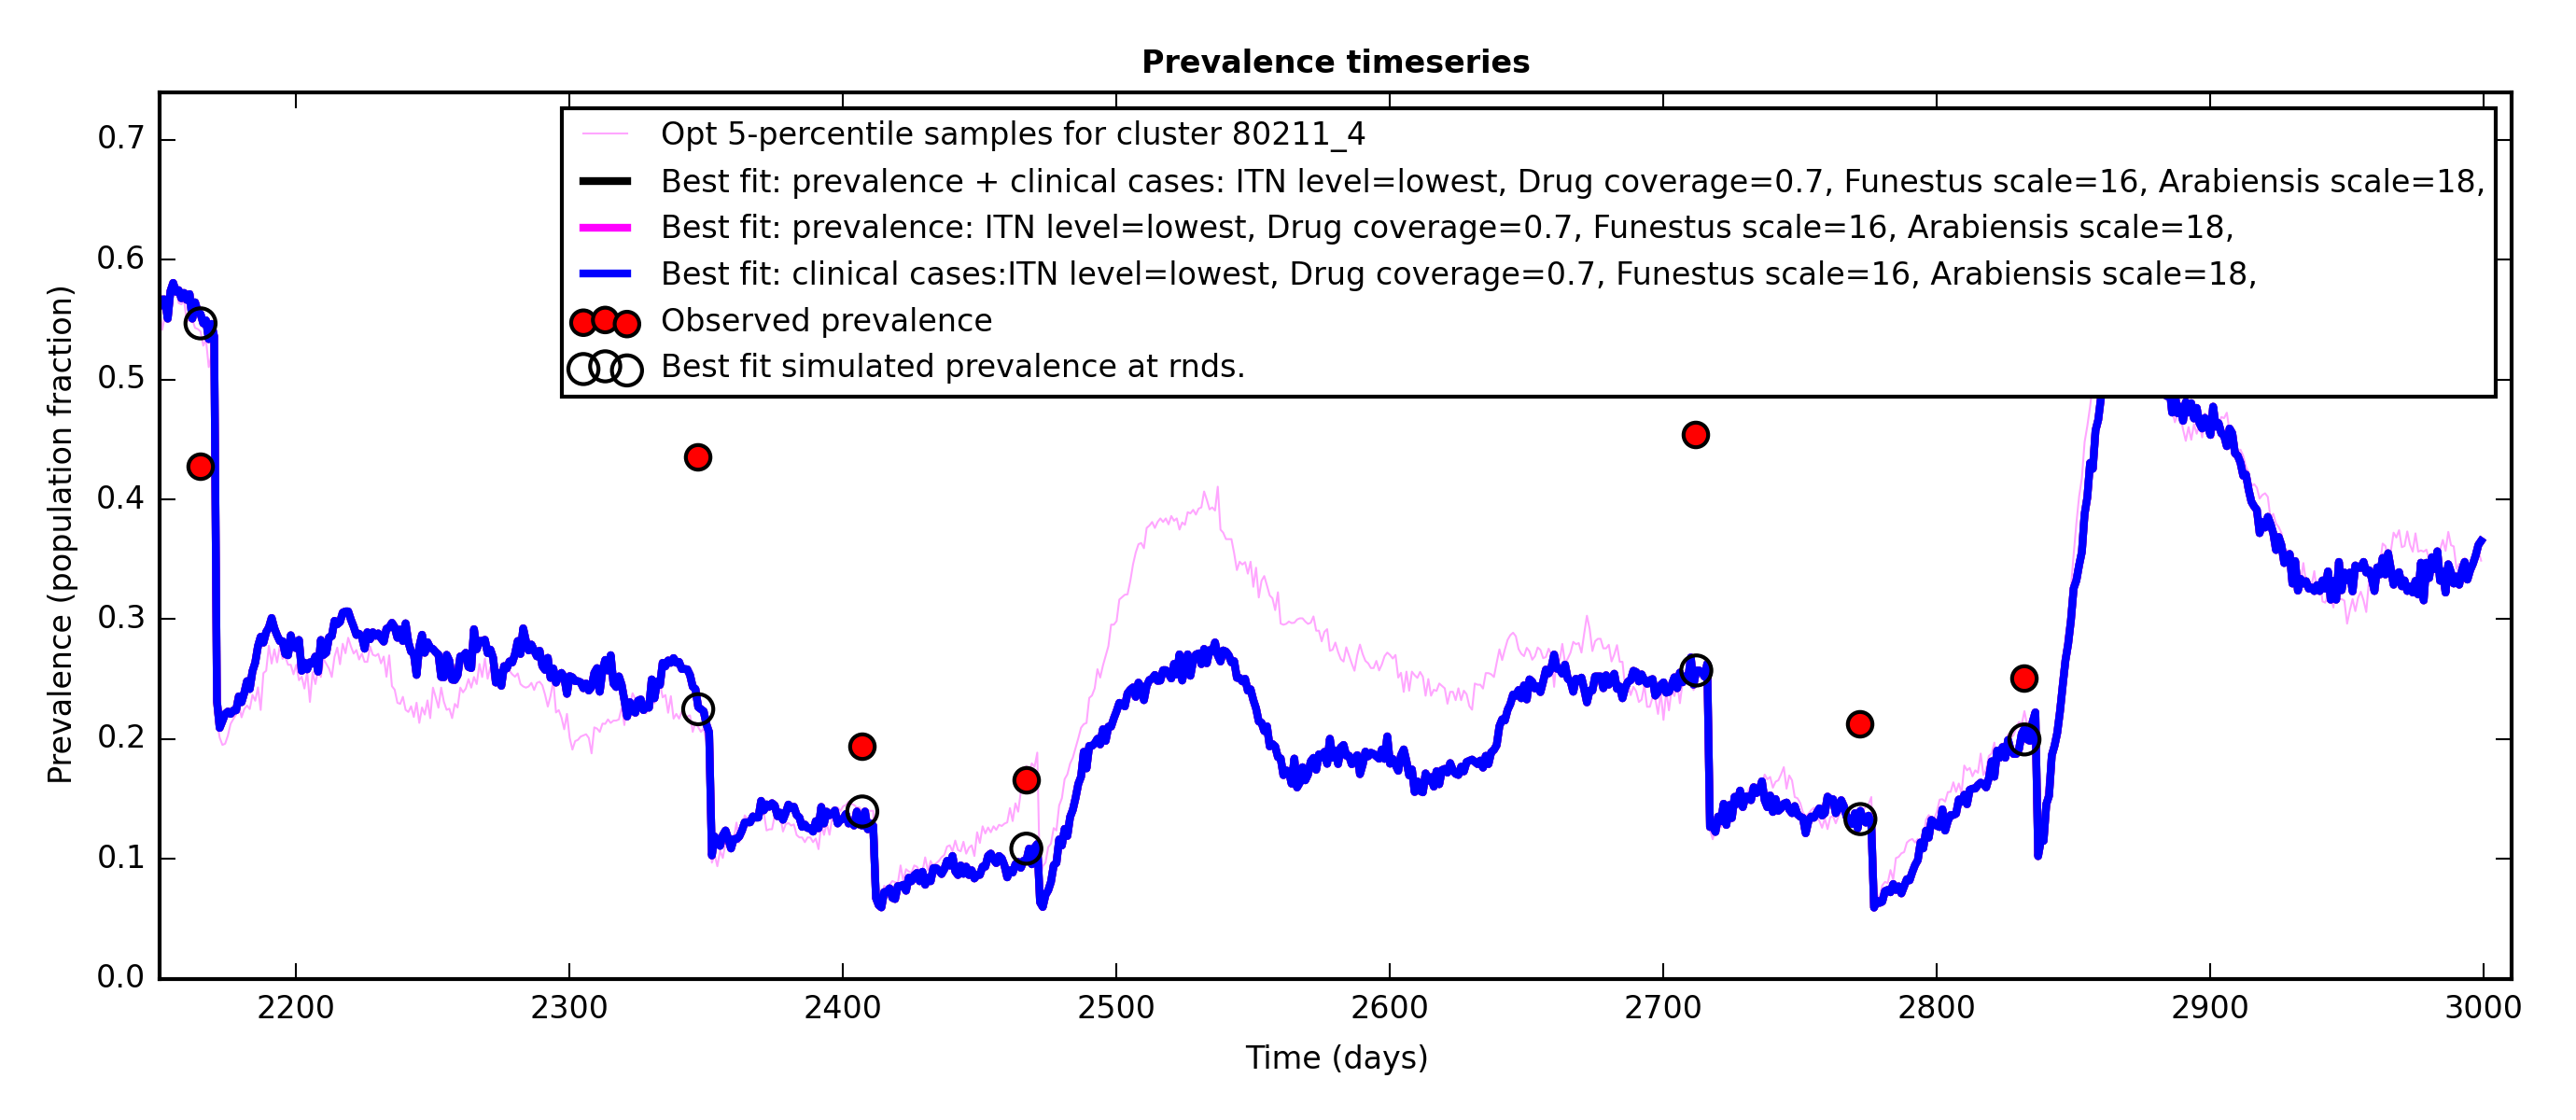 Prevalence timeseries
Opt 5-percentile samples for cluster 80211_4
Best fit: prevalence + clinical cases: ITN level=lowest, Drug coverage=0.7, Funestus scale=16, Arabiensis scale=18,
Best fit: prevalence: ITN level=lowest, Drug coverage=0.7, Funestus scale=16, Arabiensis scale=18,
Best fit: clinical cases:ITN level=lowest, Drug coverage=0.7, Funestus scale=16, Arabiensis scale=18,
Observed prevalence
Best fit simulated prevalence at rnds.
Prevalence (population fraction)
0.7
0.6
0.5
0.4
0.3
0.2
0.1
0.0
2200 2300 2400 2500 2600 2700 2800 2900 3000
Time (days)